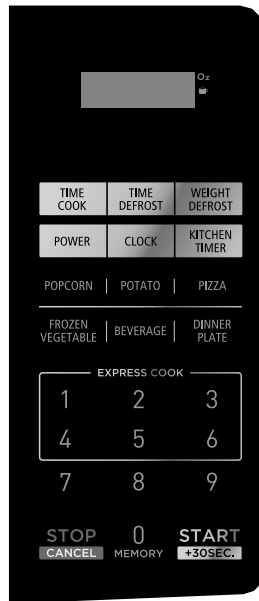 Oz
TIME COOK
TIME DEFROST
WEIGHT DEFROST
POWER
CLOCK
KITCHEN TIMER
POPCORN
POTATO
PIZZA
FROZEN VEGETABLE
BEVERAGE
DINNER PLATE
EXPRESS COOK
1 2 3
4 5 6
7 8 9
STOP CANCEL
0 MEMORY
START +30SEC.